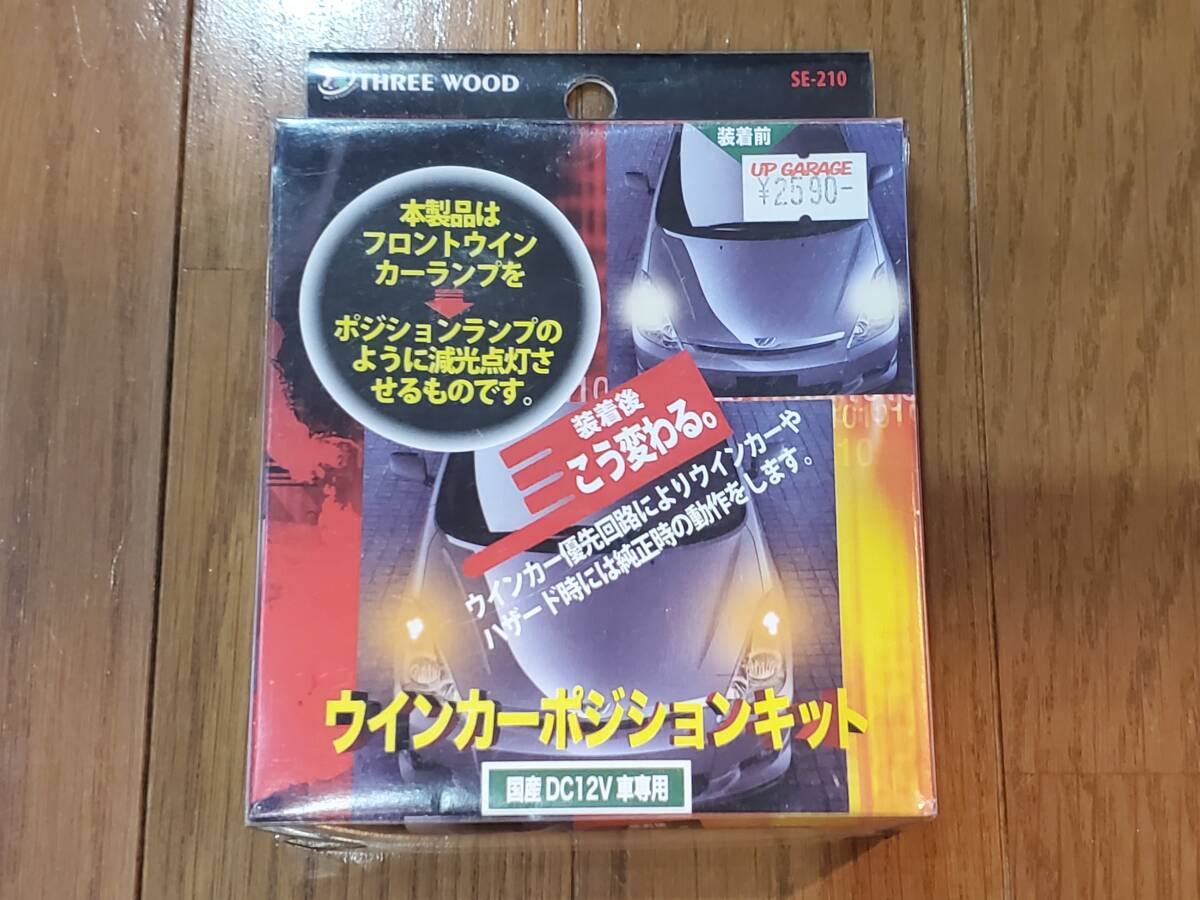 THREE WOOD
SE-210
装着前
UP GARAGE
¥2590-
本製品は
フロントウイン
カーランプを
ポジションランプの
ように減光点灯さ
せるものです。
装着後
こう変わる。
ウインカー優先回路によりウインカーや
ハザード時には純正時の動作をします。
ウインカーポジションキット
国産DC12V車専用